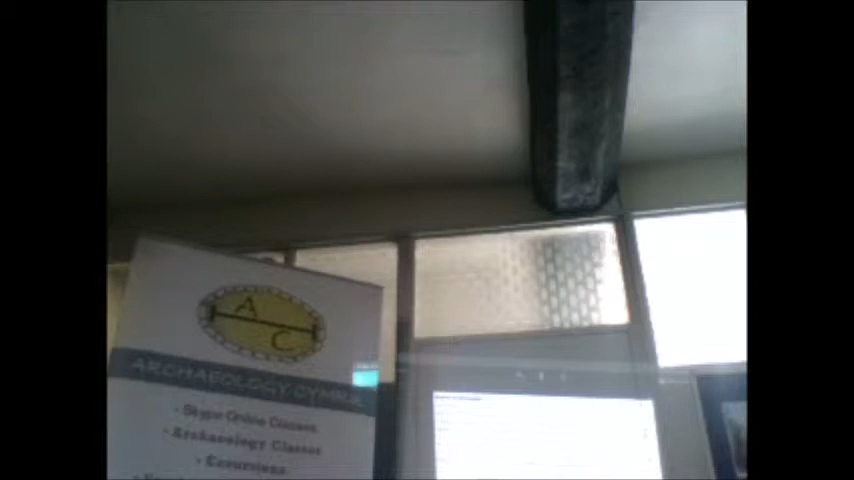 A
C
ARCHAEOLOGY CYMRU
- Skype Online Classes
- Archaeology Classes
- Excursions